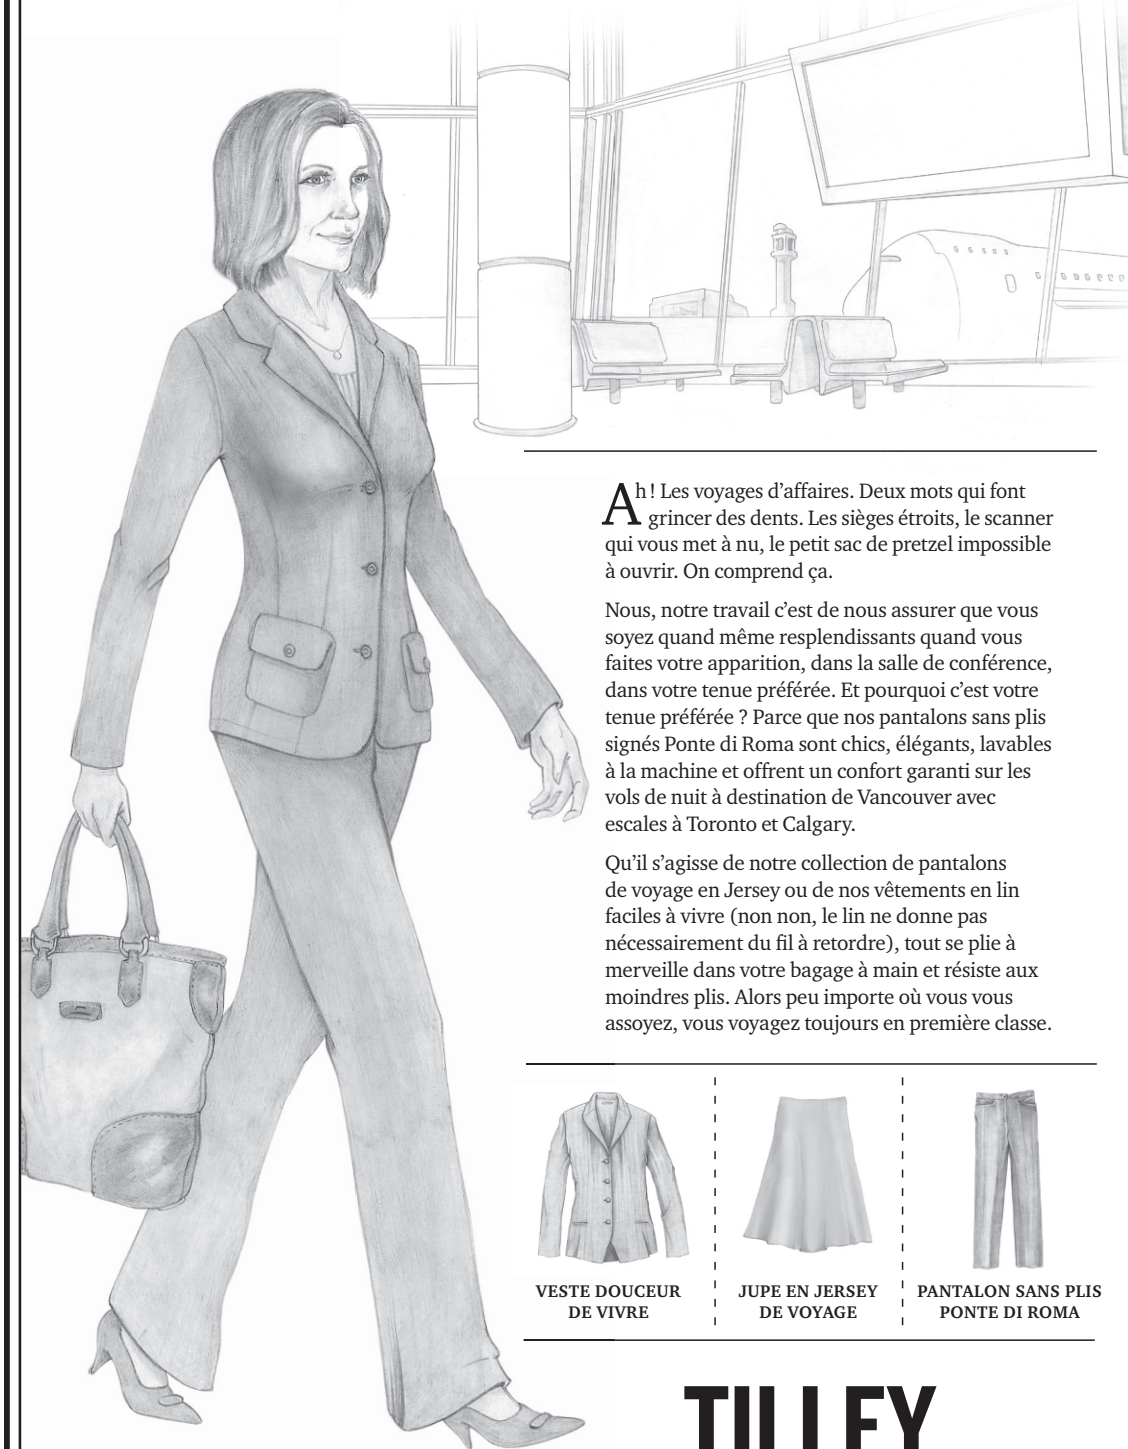 Ah ! Les voyages d’affaires. Deux mots qui font
grincer des dents. Les sièges étroits, le scanner
qui vous met à nu, le petit sac de pretzel impossible
à ouvrir. On comprend ça.
Nous, notre travail c’est de nous assurer que vous
soyez quand même resplendissants quand vous
faites votre apparition, dans la salle de conférence,
dans votre tenue préférée. Et pourquoi c’est votre
tenue préférée ? Parce que nos pantalons sans plis
signés Ponte di Roma sont chics, élégants, lavables
à la machine et offrent un confort garanti sur les
vols de nuit à destination de Vancouver avec
escales à Toronto et Calgary.
Qu’il s’agisse de notre collection de pantalons
de voyage en Jersey ou de nos vêtements en lin
faciles à vivre (non non, le lin ne donne pas
nécessairement du fil à retordre), tout se plie à
merveille dans votre bagage à main et résiste aux
moindres plis. Alors peu importe où vous vous
assoyez, vous voyagez toujours en première classe.
VESTE DOUCEUR
DE VIVRE
JUPE EN JERSEY
DE VOYAGE
PANTALON SANS PLIS
PONTE DI ROMA
TILLEY